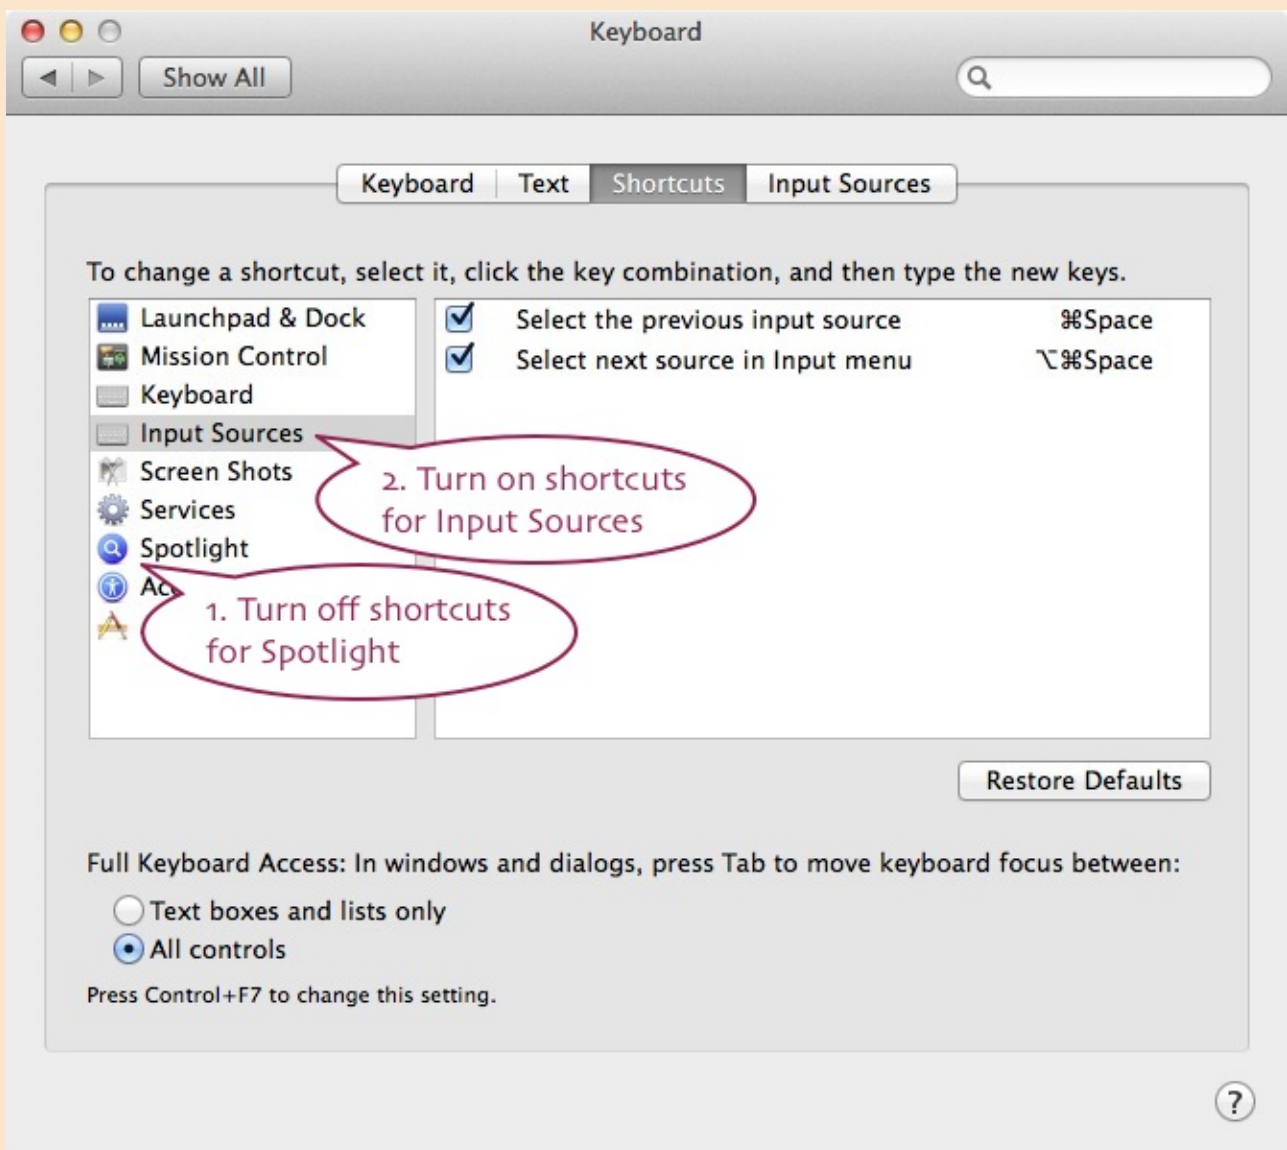 Keyboard
Show All
Keyboard Text Shortcuts Input Sources
To change a shortcut, select it, click the key combination, and then type the new keys.
Launchpad & Dock
Mission Control
Keyboard
Input Sources
Screen Shots
Services
Spotlight
Select the previous input source ⌘Space
Select next source in Input menu ⌥⌘Space
2. Turn on shortcuts
for Input Sources
1. Turn off shortcuts
for Spotlight
Restore Defaults
Full Keyboard Access: In windows and dialogs, press Tab to move keyboard focus between:
Text boxes and lists only
All controls
Press Control+F7 to change this setting.
?